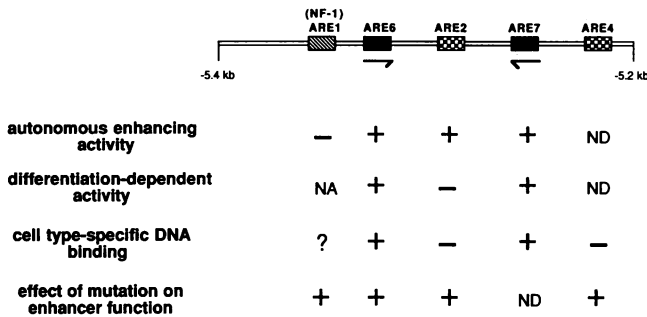 (NF-1)
ARE1 ARE6 ARE2 ARE7 ARE4
-5.4 kb -5.2 kb
autonomous enhancing
activity
− + + + ND
differentiation-dependent
activity
NA + − + ND
cell type-specific DNA
binding
? + − + −
effect of mutation on
enhancer function
+ + + ND +